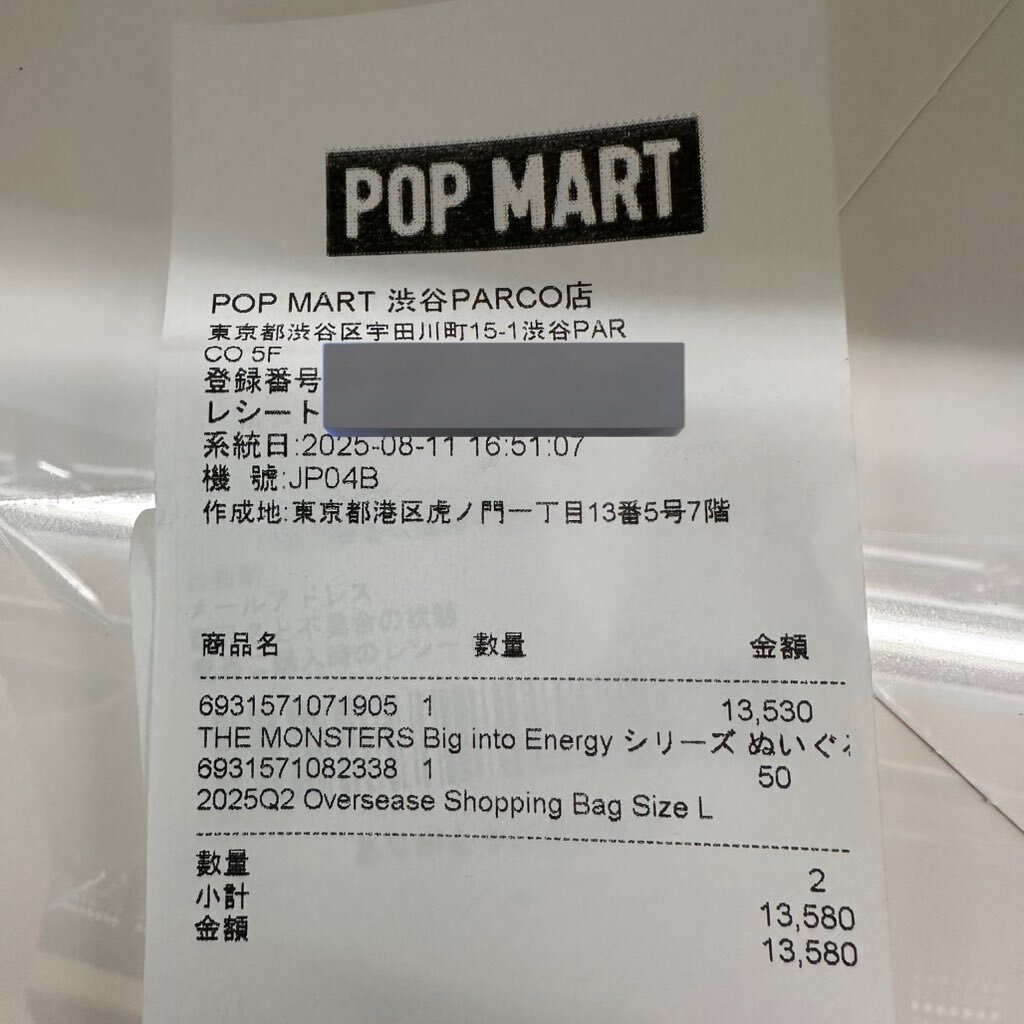 POP MART
POP MART 渋谷PARCO店
東京都渋谷区宇田川町15-1渋谷PAR
CO 5F
登録番号
レシート
系統日:2025-08-11 16:51:07
機 號:JP04B
作成地:東京都港区虎ノ門一丁目13番5号7階
商品名 數量 金額
6931571071905 1 13,530
THE MONSTERS Big into Energy シリーズ ぬいぐ
6931571082338 1 50
2025Q2 Oversease Shopping Bag Size L
數量 2
小計 13,580
金額 13,580